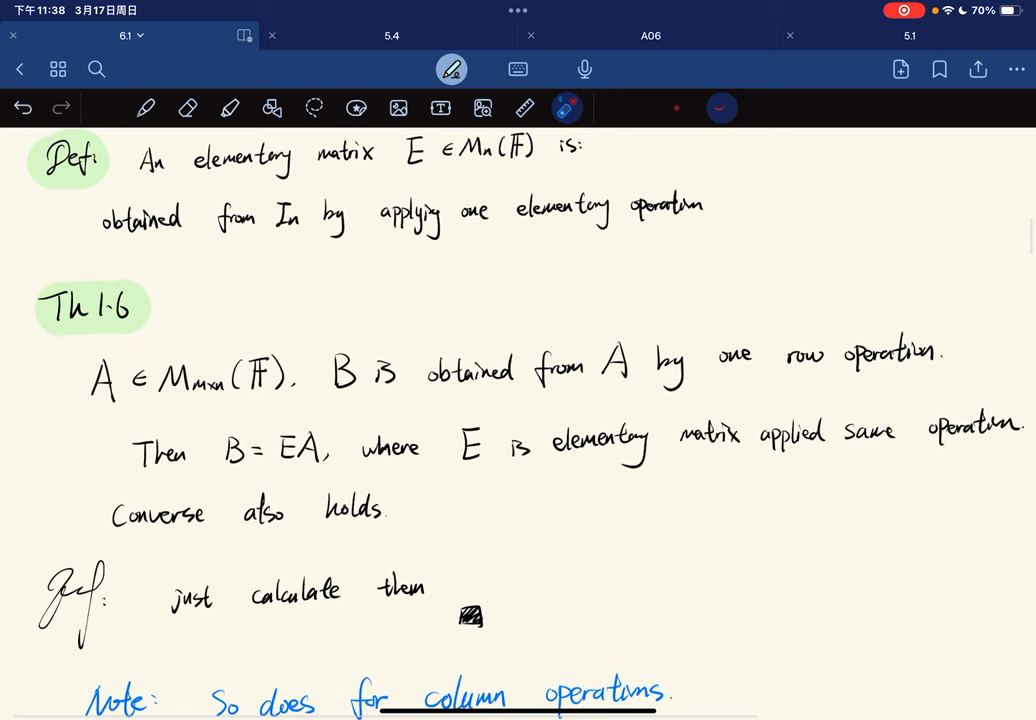 下午11:38 3月17日周日
70%
6.1
5.4
A06
5.1
Def: An elementary matrix E ∈ Mn(𝔽) is:
obtained from In by applying one elementary operation
Th 1.6
A ∈ Mm×n(𝔽). B is obtained from A by one row operation.
Then B = EA, where E is elementary matrix applied same operation.
Converse also holds.
Pf: just calculate them
Note: So does for column operations.